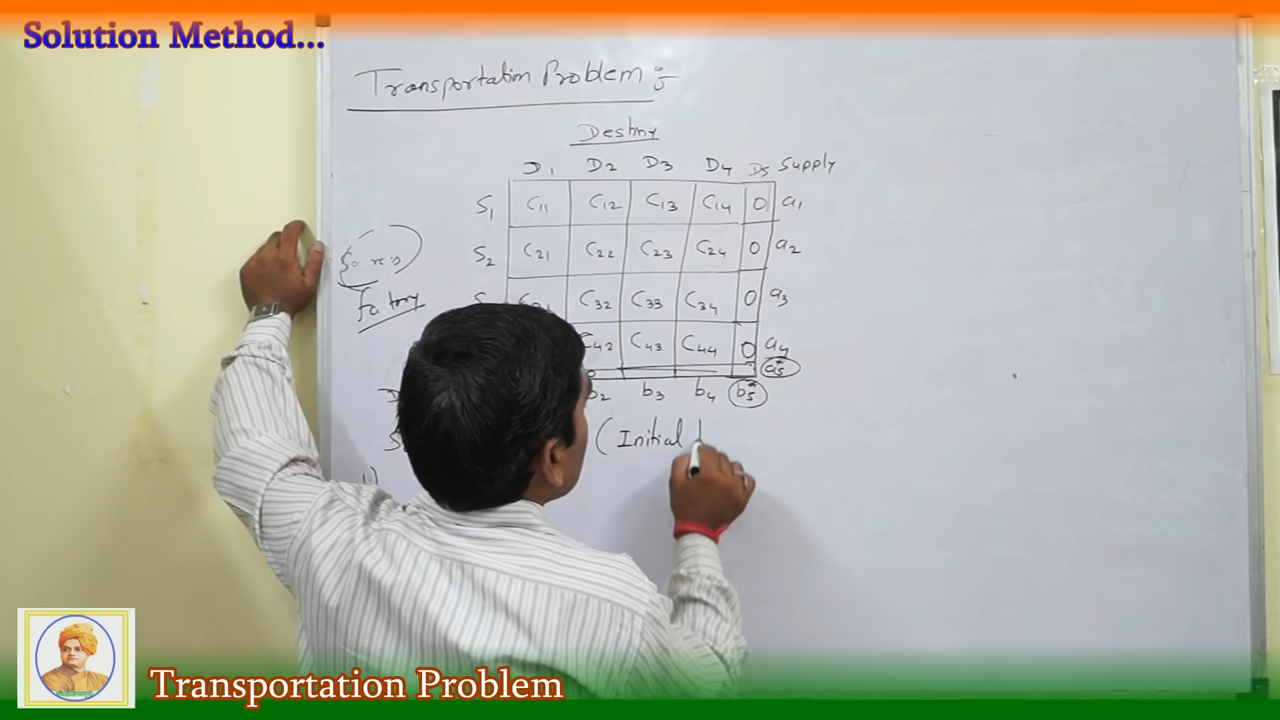 Solution Method...
Transportation Problem :-
Destiny
D1 D2 D3 D4 D5 Supply
S1 C11 C12 C13 C14 0 a1
S2 C21 C22 C23 C24 0 a2
Factory
C32 C33 C34 0 a3
C42 C43 C44 0 a4
a5*
D b2 b3 b4 b5*
S ( Initial
Transportation Problem